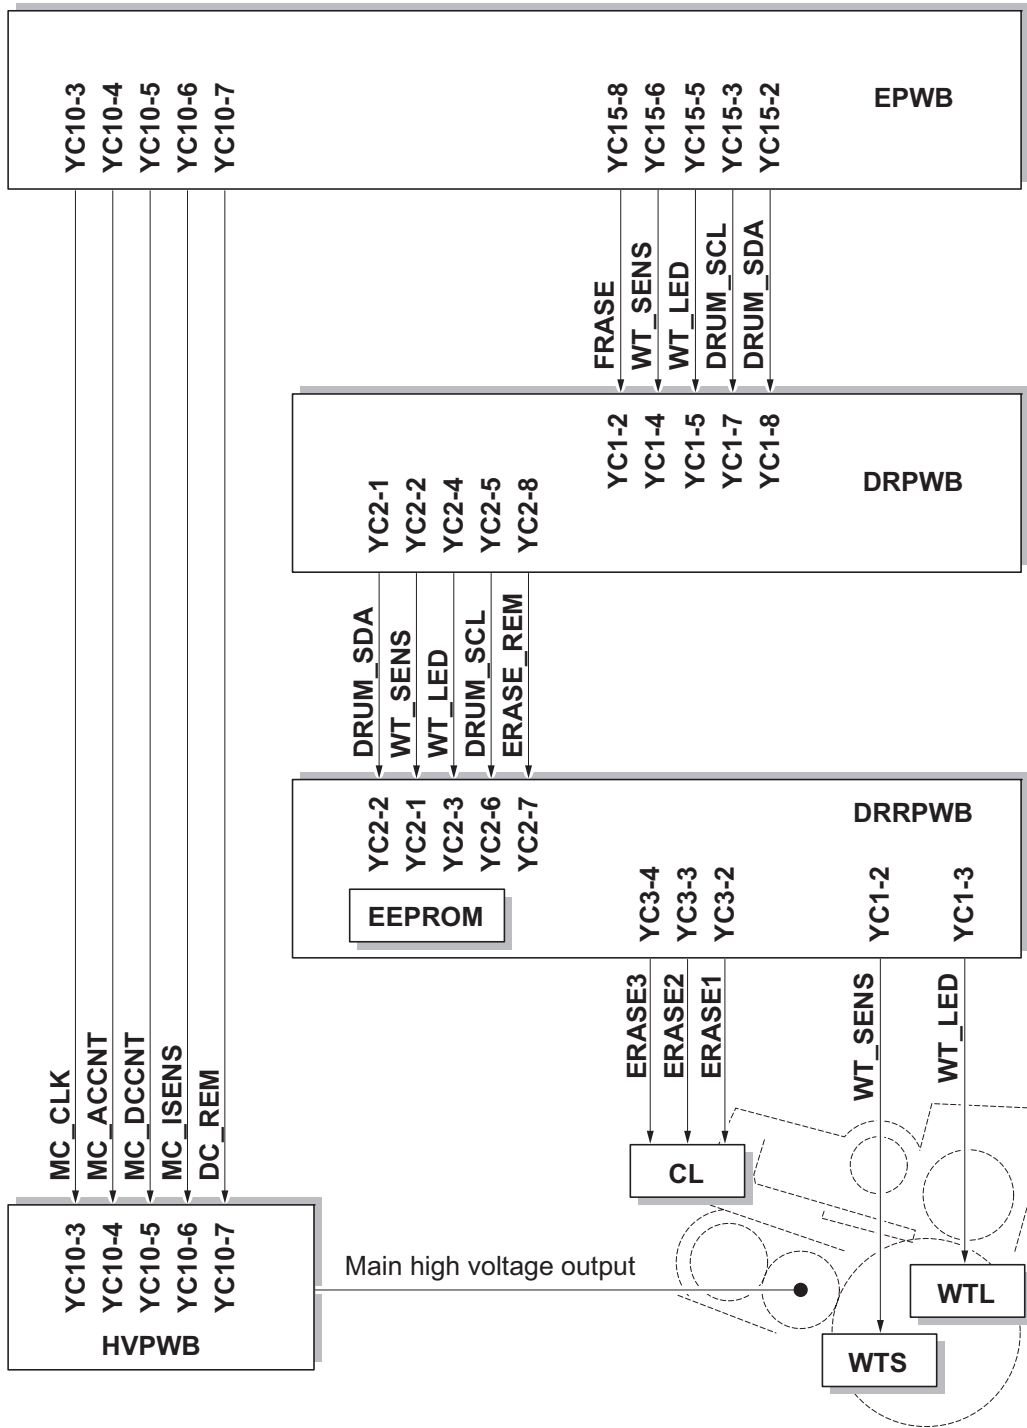 EPWB
YC10-3
YC10-4
YC10-5
YC10-6
YC10-7
YC15-8
YC15-6
YC15-5
YC15-3
YC15-2
FRASE
WT_SENS
WT_LED
DRUM_SCL
DRUM_SDA
YC1-2
YC1-4
YC1-5
YC1-7
YC1-8
DRPWB
YC2-1
YC2-2
YC2-4
YC2-5
YC2-8
DRUM_SDA
WT_SENS
WT_LED
DRUM_SCL
ERASE_REM
YC2-2
YC2-1
YC2-3
YC2-6
YC2-7
DRRPWB
EEPROM
YC3-4
YC3-3
YC3-2
YC1-2
YC1-3
ERASE3
ERASE2
ERASE1
WT_SENS
WT_LED
MC_CLK
MC_ACCNT
MC_DCCNT
MC_ISENS
DC_REM
CL
YC10-3
YC10-4
YC10-5
YC10-6
YC10-7
HVPWB
Main high voltage output
WTL
WTS